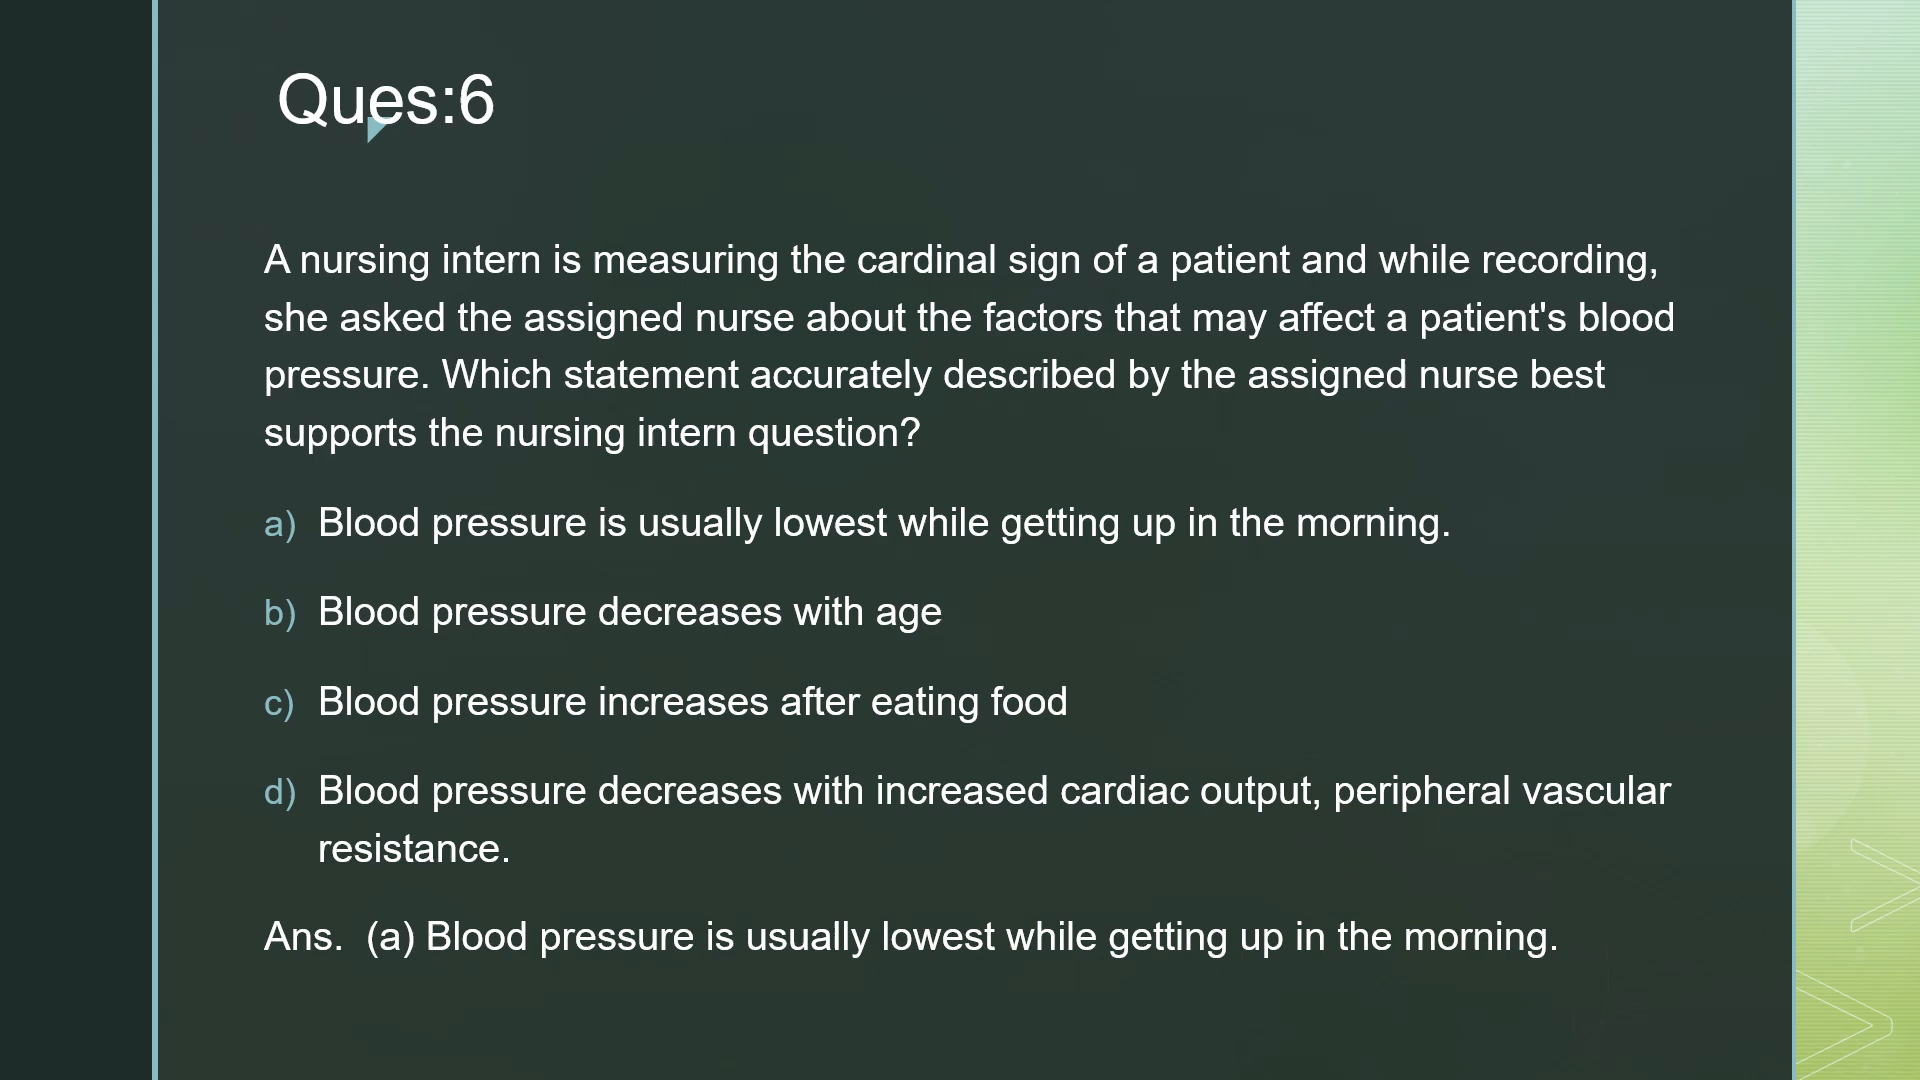 Ques:6
A nursing intern is measuring the cardinal sign of a patient and while recording,
she asked the assigned nurse about the factors that may affect a patient's blood
pressure. Which statement accurately described by the assigned nurse best
supports the nursing intern question?
a) Blood pressure is usually lowest while getting up in the morning.
b) Blood pressure decreases with age
c) Blood pressure increases after eating food
d) Blood pressure decreases with increased cardiac output, peripheral vascular
resistance.
Ans. (a) Blood pressure is usually lowest while getting up in the morning.